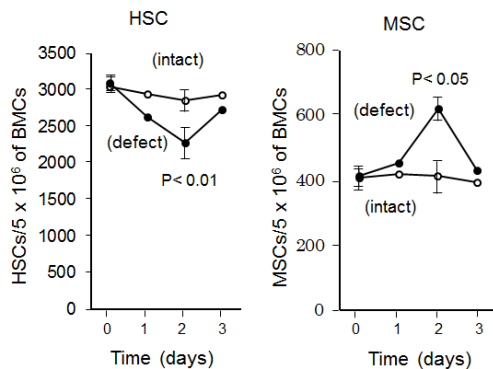 HSC
HSCs/5 x 10⁶ of BMCs
3500
3000
2500
2000
1500
1000
500
0
(intact)
(defect)
P< 0.01
0 1 2 3
Time (days)
MSC
MSCs/5 x 10⁶ of BMCs
800
600
400
200
0
P< 0.05
(defect)
(intact)
0 1 2 3
Time (days)